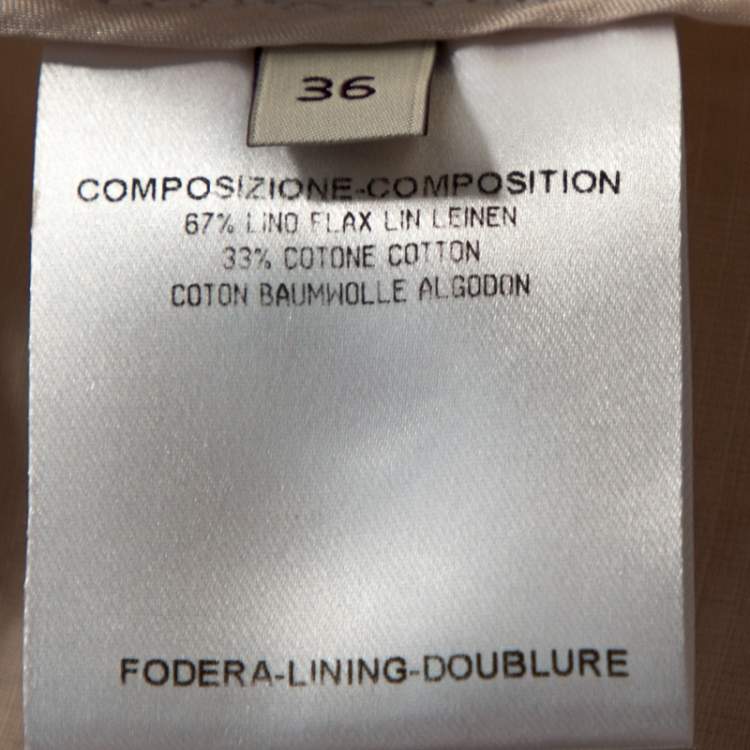 36
COMPOSIZIONE-COMPOSITION
67% LINO FLAX LIN LEINEN
33% COTONE COTTON
COTON BAUMWOLLE ALGODON
FODERA-LINING-DOUBLURE